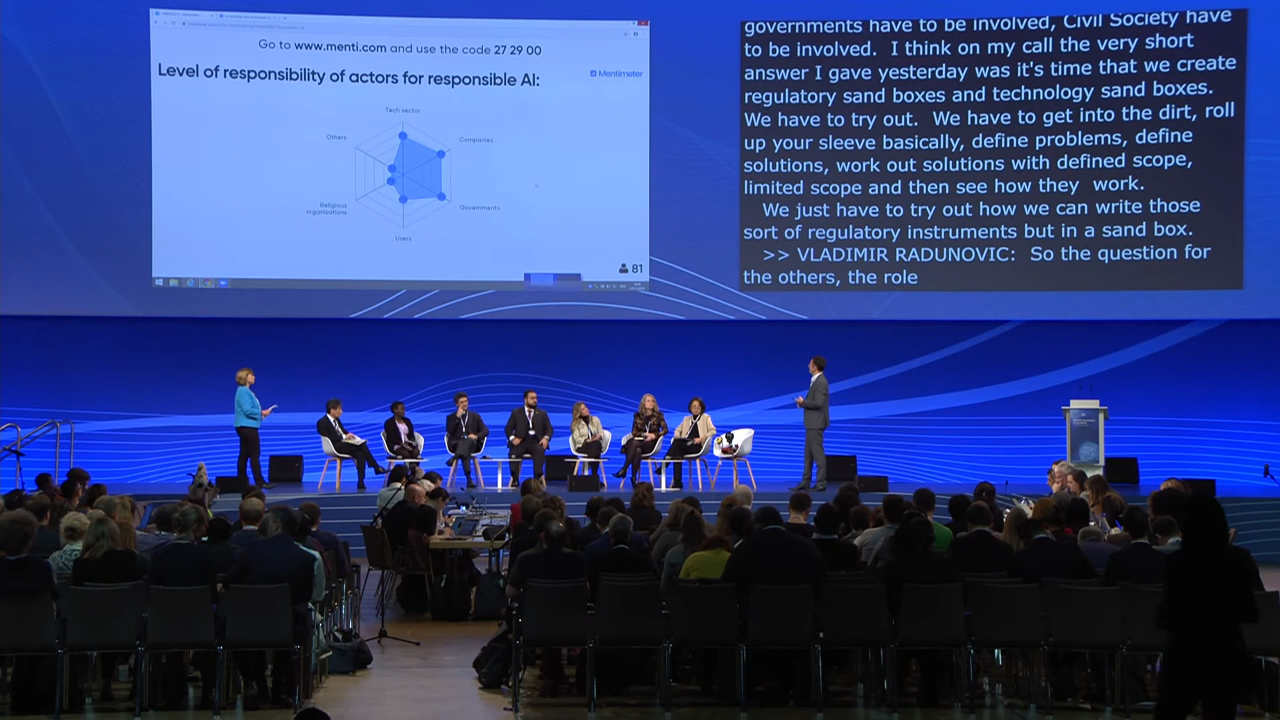 Go to www.menti.com and use the code 27 29 00
Level of responsibility of actors for responsible AI:
Mentimeter
Tech sector
Others
Companies
Religious
organisations
Governments
Users
81
governments have to be involved, Civil Society have
to be involved.  I think on my call the very short
answer I gave yesterday was it's time that we create
regulatory sand boxes and technology sand boxes.
We have to try out.  We have to get into the dirt, roll
up your sleeve basically, define problems, define
solutions, work out solutions with defined scope,
limited scope and then see how they  work.
We just have to try out how we can write those
sort of regulatory instruments but in a sand box.
>> VLADIMIR RADUNOVIC:  So the question for
the others, the role